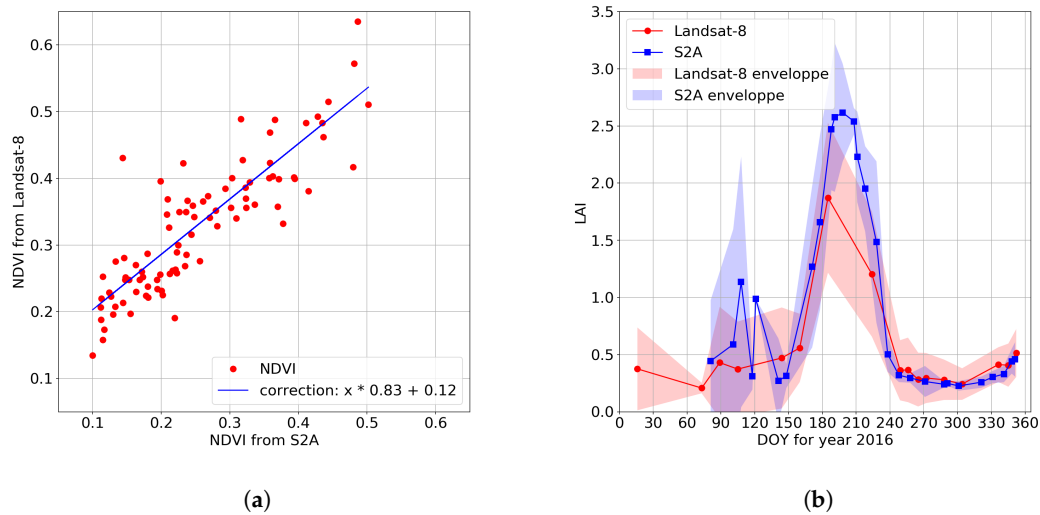 0.6
0.5
0.4
0.3
0.2
0.1
NDVI from Landsat-8
NDVI
correction: x * 0.83 + 0.12
0.1 0.2 0.3 0.4 0.5 0.6
NDVI from S2A
(a)
3.5
3.0
2.5
2.0
1.5
1.0
0.5
0.0
LAI
Landsat-8
S2A
Landsat-8 enveloppe
S2A enveloppe
0 30 60 90 120 150 180 210 240 270 300 330 360
DOY for year 2016
(b)